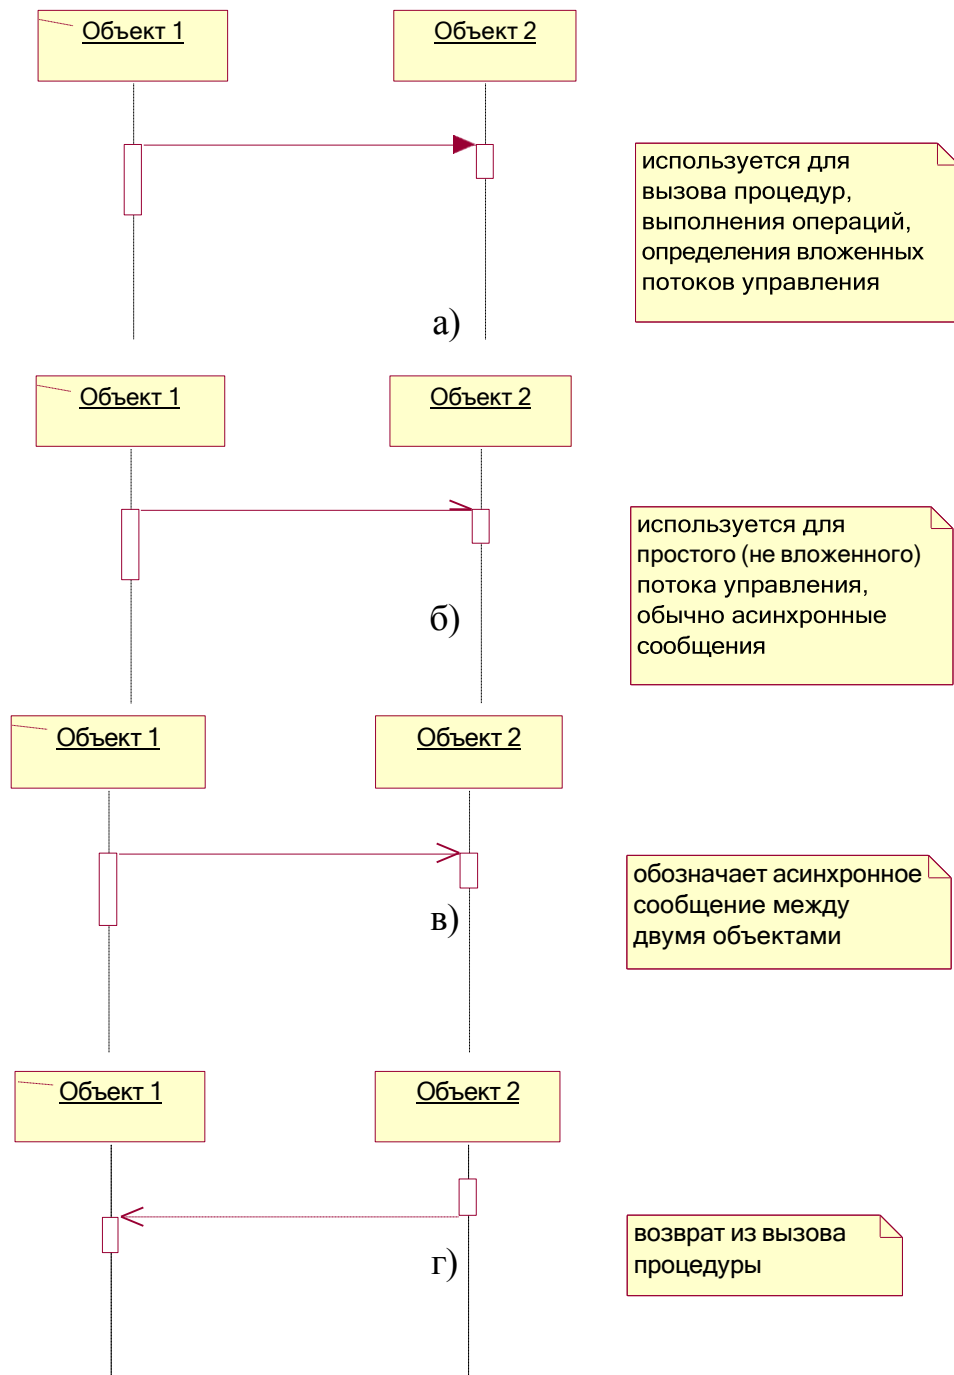 Объект 1
Объект 2
используется для
вызова процедур,
выполнения операций,
определения вложенных
потоков управления
а)
Объект 1
Объект 2
используется для
простого (не вложенного)
потока управления,
обычно асинхронные
сообщения
б)
Объект 1
Объект 2
обозначает асинхронное
сообщение между
двумя объектами
в)
Объект 1
Объект 2
возврат из вызова
процедуры
г)